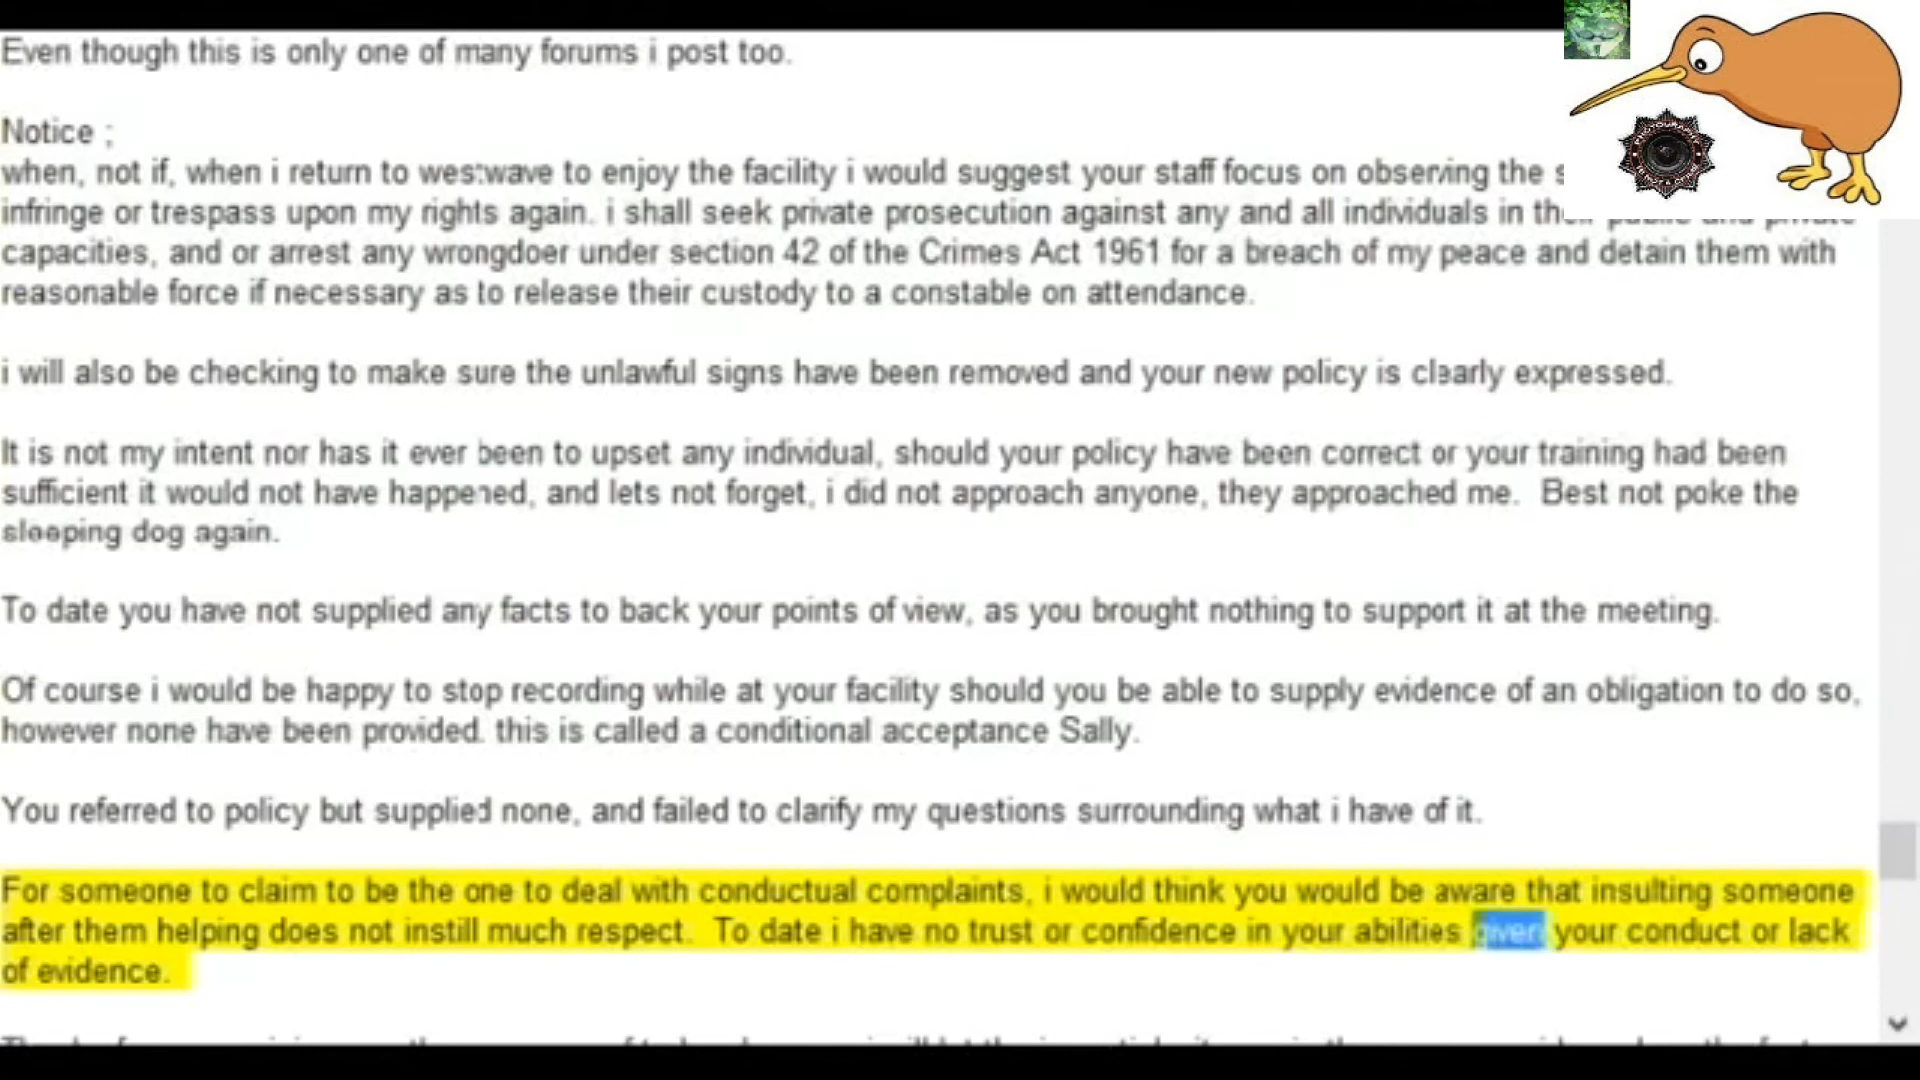 Even though this is only one of many forums i post too.
Notice ;
when, not if, when i return to westwave to enjoy the facility i would suggest your staff focus on observing the
infringe or trespass upon my rights again. i shall seek private prosecution against any and all individuals in their public and private
capacities, and or arrest any wrongdoer under section 42 of the Crimes Act 1961 for a breach of my peace and detain them with
reasonable force if necessary as to release their custody to a constable on attendance.
i will also be checking to make sure the unlawful signs have been removed and your new policy is clearly expressed.
It is not my intent nor has it ever been to upset any individual, should your policy have been correct or your training had been
sufficient it would not have happened, and lets not forget, i did not approach anyone, they approached me. Best not poke the
sleeping dog again.
To date you have not supplied any facts to back your points of view, as you brought nothing to support it at the meeting.
Of course i would be happy to stop recording while at your facility should you be able to supply evidence of an obligation to do so,
however none have been provided. this is called a conditional acceptance Sally.
You referred to policy but supplied none, and failed to clarify my questions surrounding what i have of it.
For someone to claim to be the one to deal with conductual complaints, i would think you would be aware that insulting someone
after them helping does not instill much respect. To date i have no trust or confidence in your abilities given your conduct or lack
of evidence.